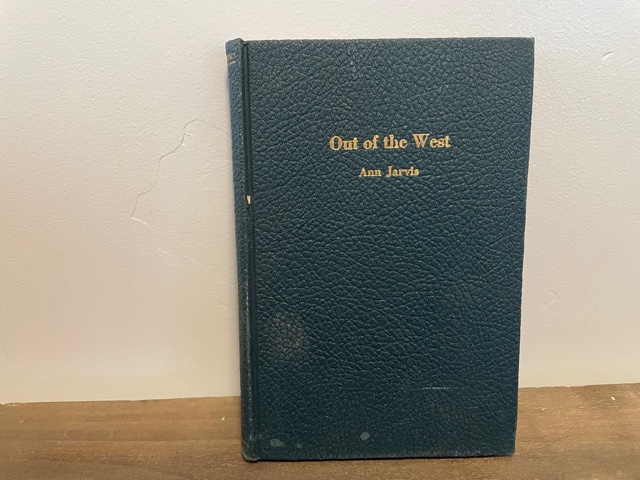 Out of the West
Ann Jarvis